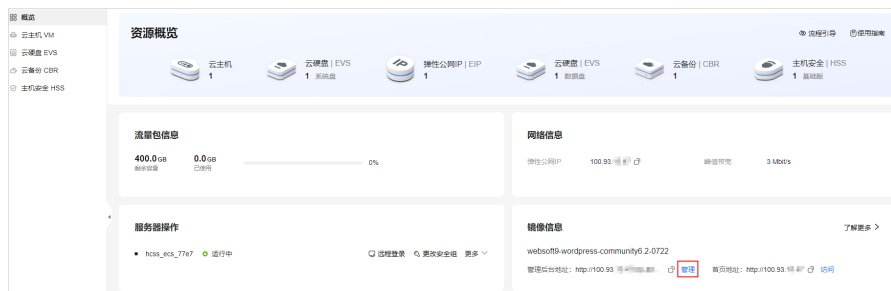 概览
云主机 VM
云硬盘 EVS
云备份 CBR
主机安全 HSS
资源概览
流程引导 使用指南
云主机 云硬盘 | EVS 弹性公网IP | EIP 云硬盘 | EVS 云备份 | CBR 主机安全 | HSS
1 1 系统盘 1 1 数据盘 1 1 基础版
流量包信息
400.0 GB 0.0 GB 0%
剩余容量 已使用
网络信息
弹性公网IP 100.93. 峰值带宽 3 Mbit/s
服务器操作
hcss_ecs_77e7 运行中 远程登录 更改安全组 更多
镜像信息 了解更多
websoft9-wordpress-community6.2-0722
管理后台地址: http://100.93 管理 首页地址: http://100.93. 访问